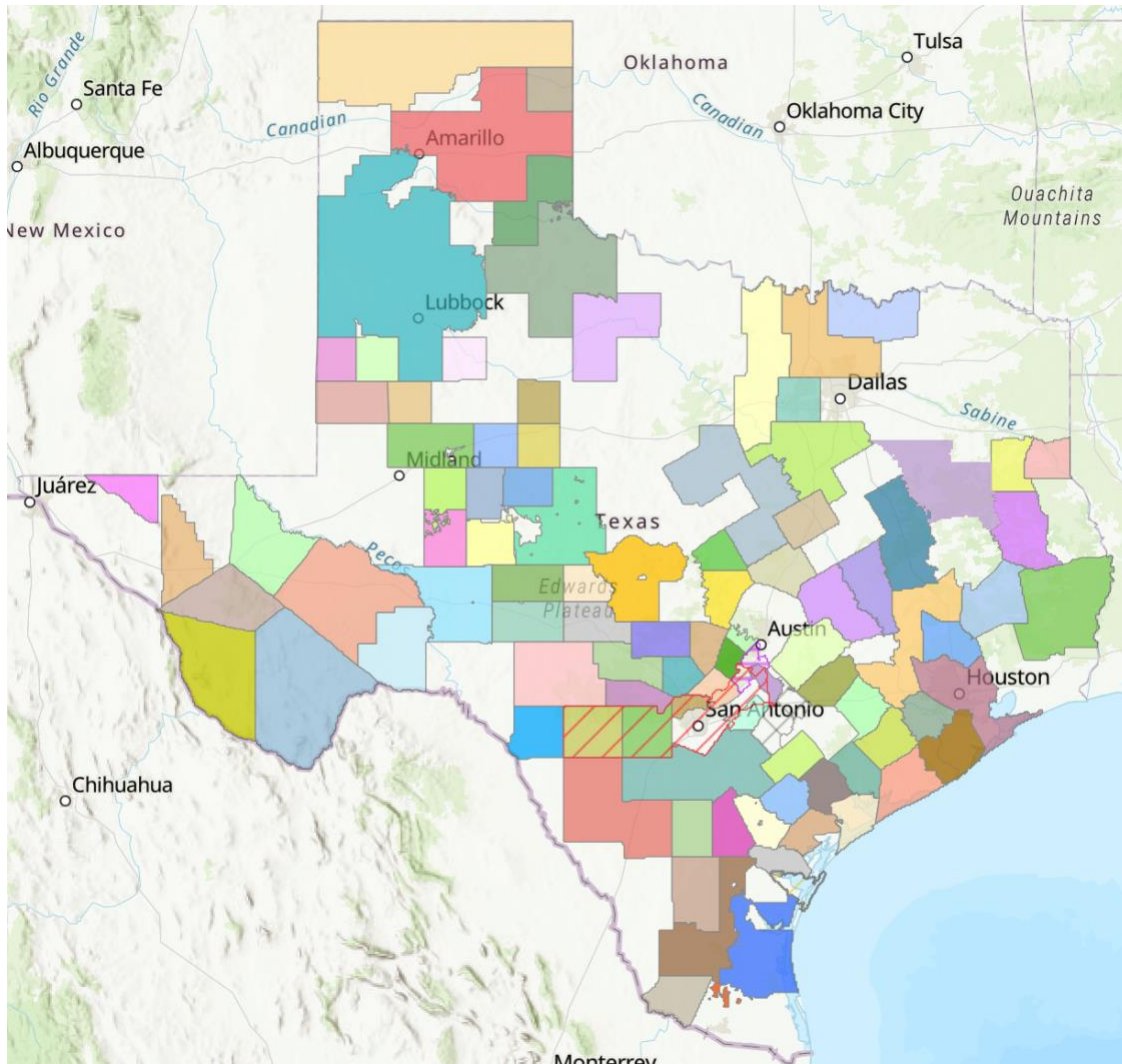 Tulsa
Oklahoma
Rio Grande
Santa Fe
Canadian
Canadian
Oklahoma City
Albuquerque
Amarillo
Ouachita
Mountains
New Mexico
Lubbock
Dallas
Sabine
Midland
Juárez
Texas
Pecos
Edwards
Plateau
Austin
Houston
San Antonio
Chihuahua
Monterrey